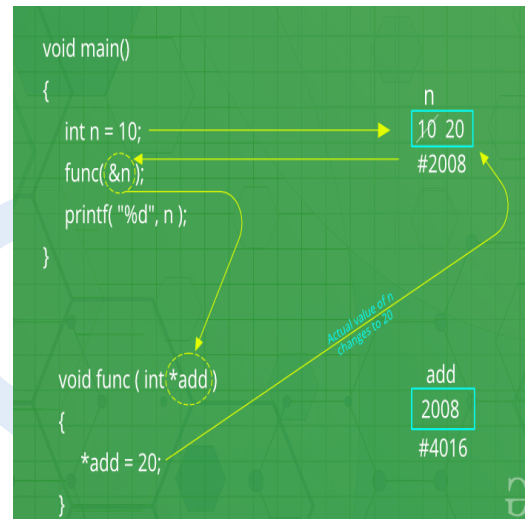 void main()
{
int n = 10;
func( &n );
printf( "%d", n );
}
n
10 20
#2008
Actual value of n
changes to 20
void func ( int *add )
{
*add = 20;
}
add
2008
#4016